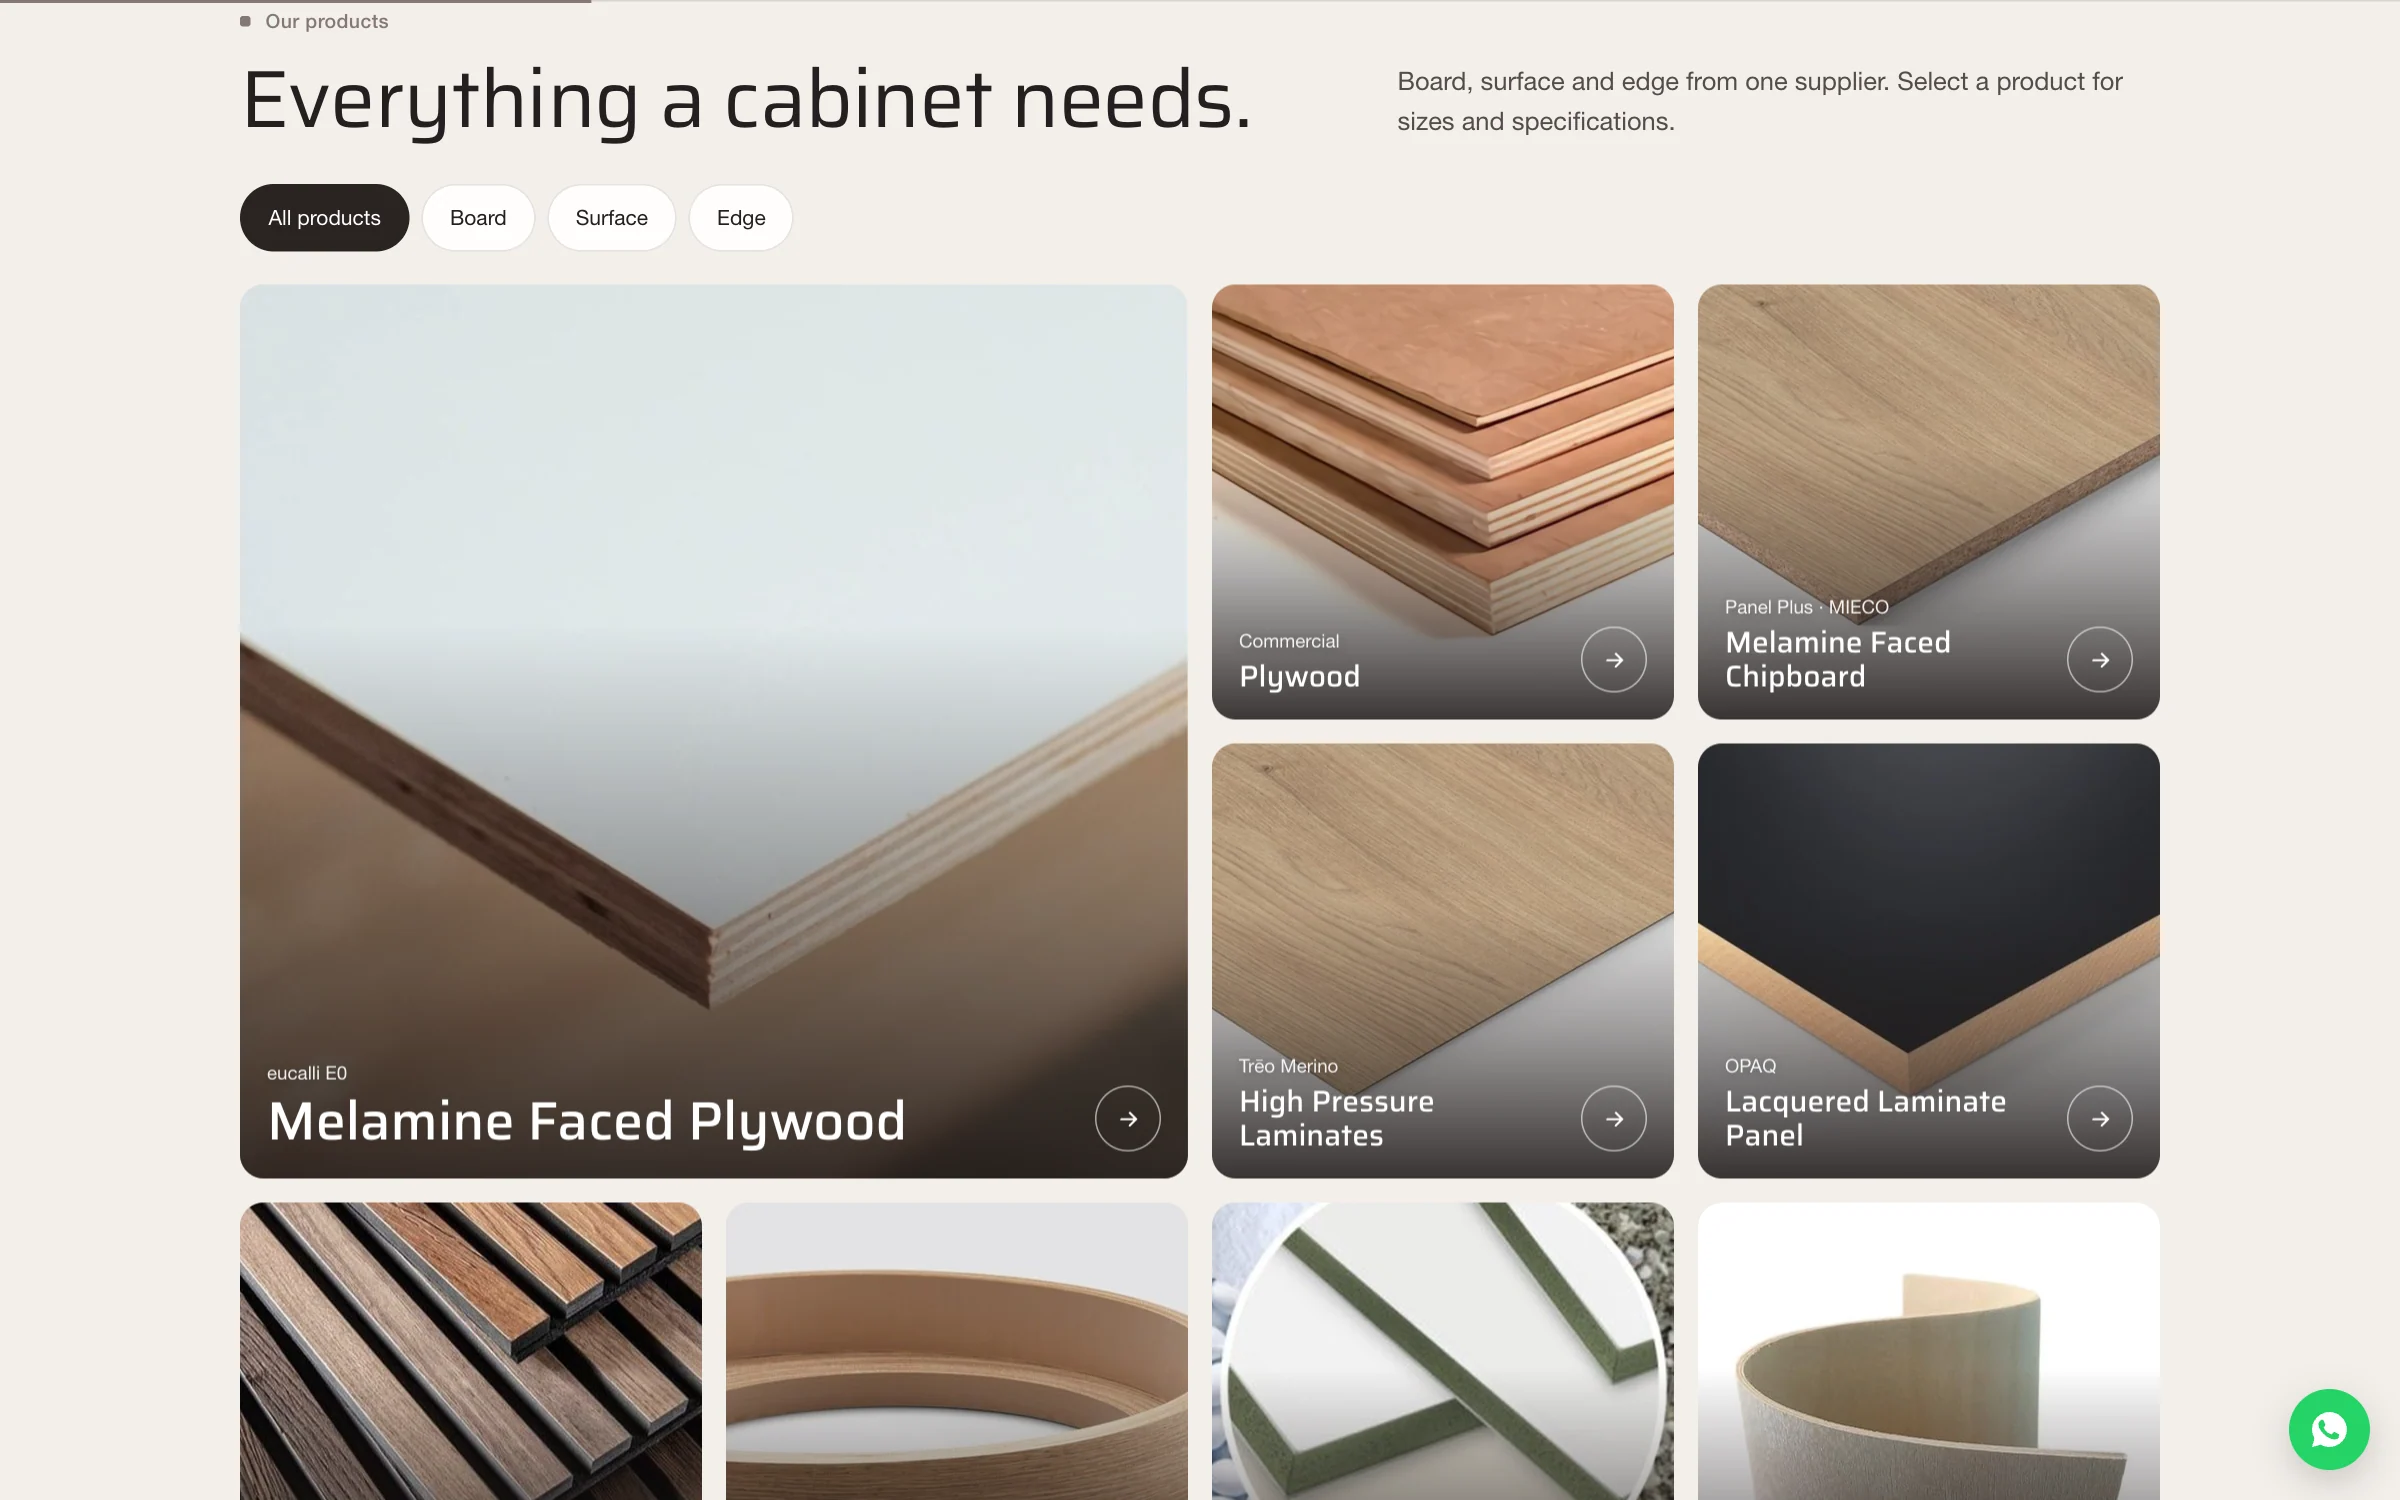 Our products
Everything a cabinet needs.
Board, surface and edge from one supplier. Select a product for
sizes and specifications.
All products
Board
Surface
Edge
Commercial
Plywood
Panel Plus · MIECO
Melamine Faced
Chipboard
eucalli E0
Melamine Faced Plywood
Trēo Merino
High Pressure
Laminates
OPAQ
Lacquered Laminate
Panel